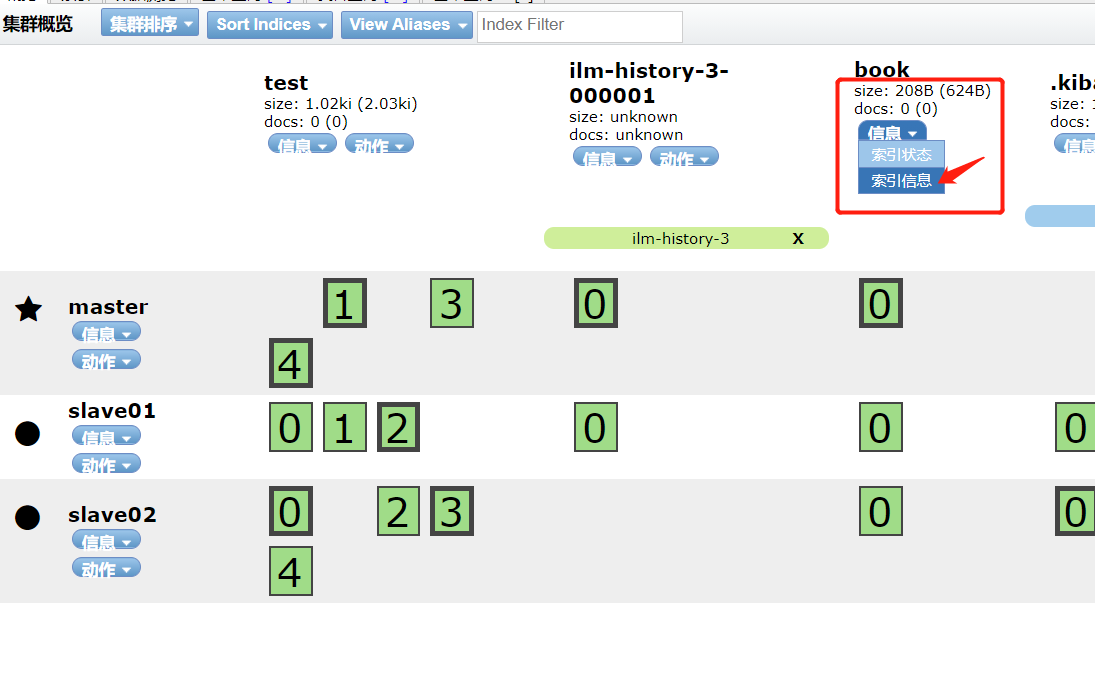 集群概览 集群排序 Sort Indices View Aliases Index Filter
test
size: 1.02ki (2.03ki)
docs: 0 (0)
信息 动作
ilm-history-3-
000001
size: unknown
docs: unknown
信息 动作
book
size: 208B (624B)
docs: 0 (0)
信息
索引状态
索引信息
size:
docs:
信息
ilm-history-3 X
master
信息
动作
1 3 0 0
4
slave01
信息
动作
0 1 2 0 0 0
slave02
信息
动作
0 2 3 0 0
4